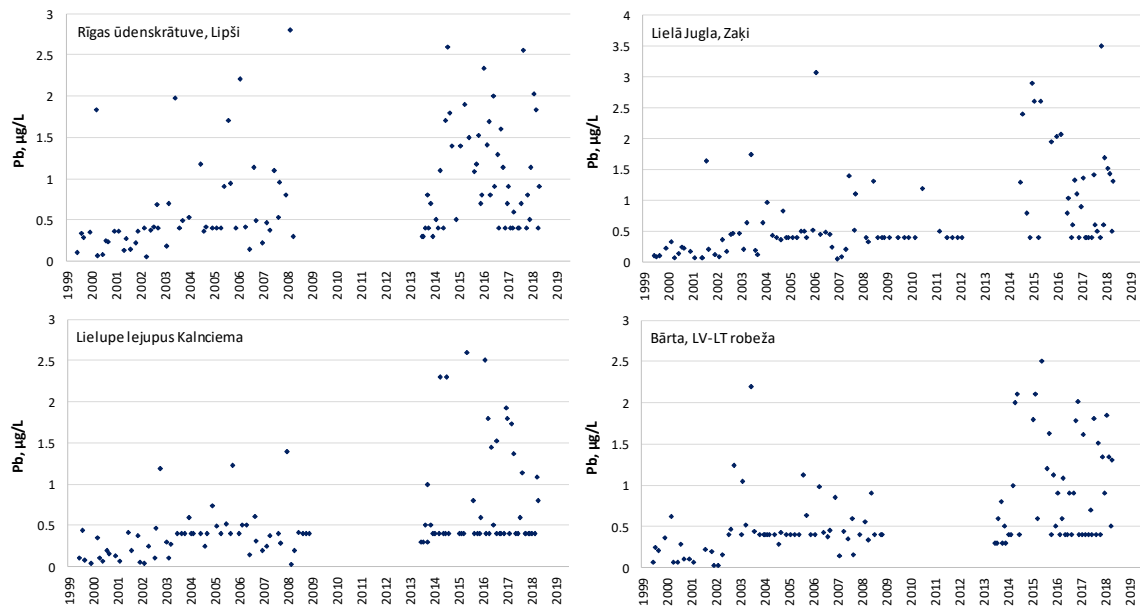 Rīgas ūdenskrātuve, Lipši
Pb, µg/L
3
2.5
2
1.5
1
0.5
0
1999 2000 2001 2002 2003 2004 2005 2006 2007 2008 2009 2010 2011 2012 2013 2014 2015 2016 2017 2018 2019
Lielā Jugla, Zaķi
Pb, µg/L
4
3.5
3
2.5
2
1.5
1
0.5
0
1999 2000 2001 2002 2003 2004 2005 2006 2007 2008 2009 2010 2011 2012 2013 2014 2015 2016 2017 2018 2019
Lielupe lejupus Kalnciema
Pb, µg/L
3
2.5
2
1.5
1
0.5
0
1999 2000 2001 2002 2003 2004 2005 2006 2007 2008 2009 2010 2011 2012 2013 2014 2015 2016 2017 2018 2019
Bārta, LV-LT robeža
Pb, µg/L
3
2.5
2
1.5
1
0.5
0
1999 2000 2001 2002 2003 2004 2005 2006 2007 2008 2009 2010 2011 2012 2013 2014 2015 2016 2017 2018 2019